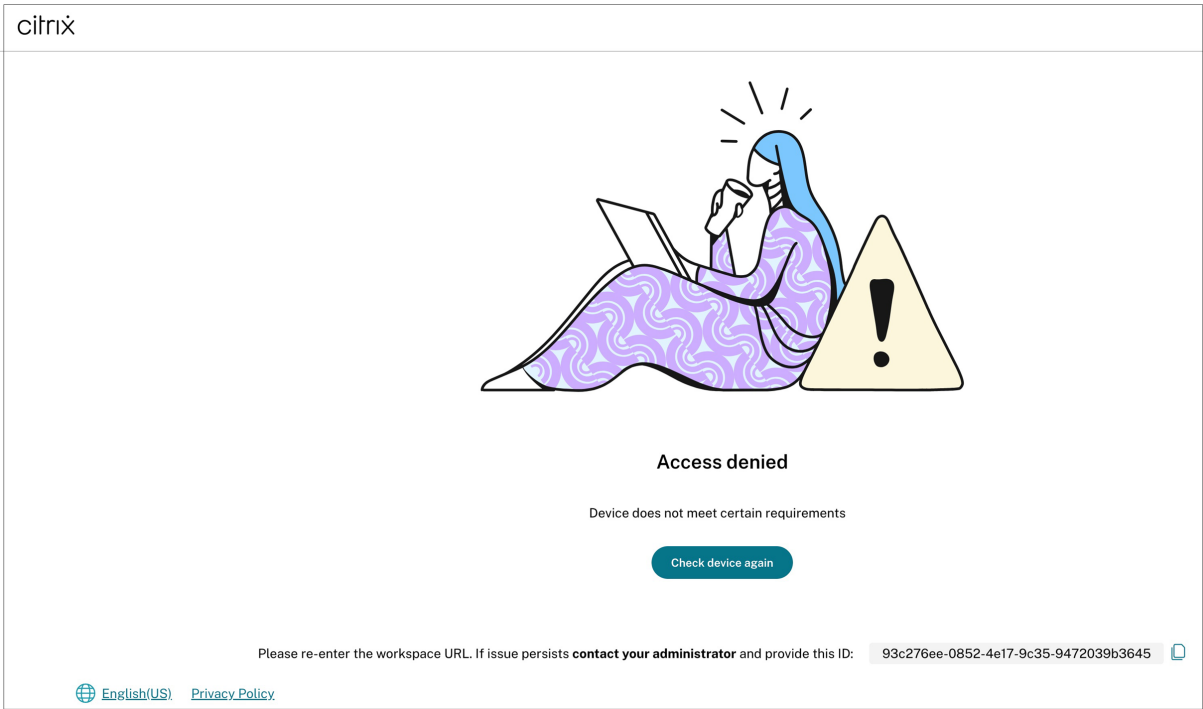 citrix
Access denied
Device does not meet certain requirements
Check device again
Please re-enter the workspace URL. If issue persists contact your administrator and provide this ID: 93c276ee-0852-4e17-9c35-9472039b3645
English(US) Privacy Policy